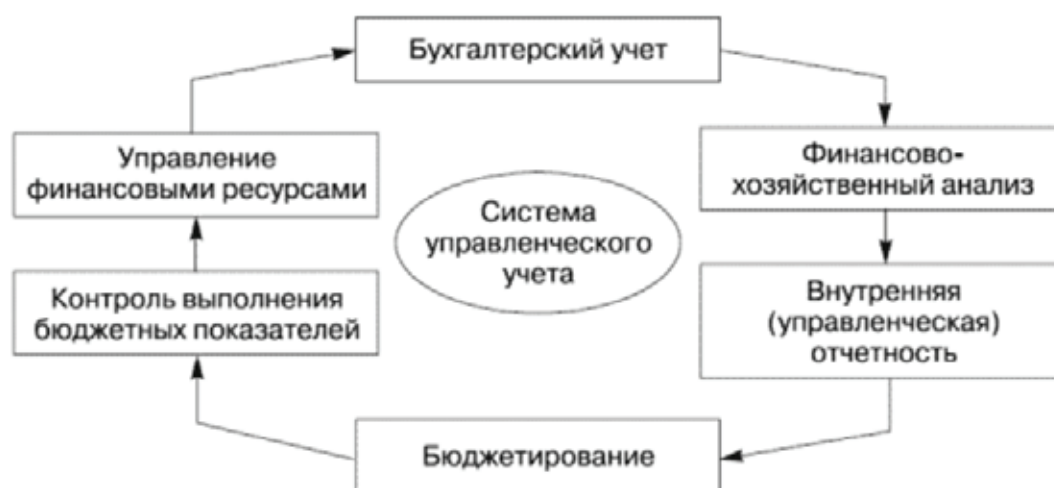 Бухгалтерский учет
Управление
финансовыми ресурсами
Финансово-
хозяйственный анализ
Система
управленческого
учета
Контроль выполнения
бюджетных показателей
Внутренняя
(управленческая)
отчетность
Бюджетирование